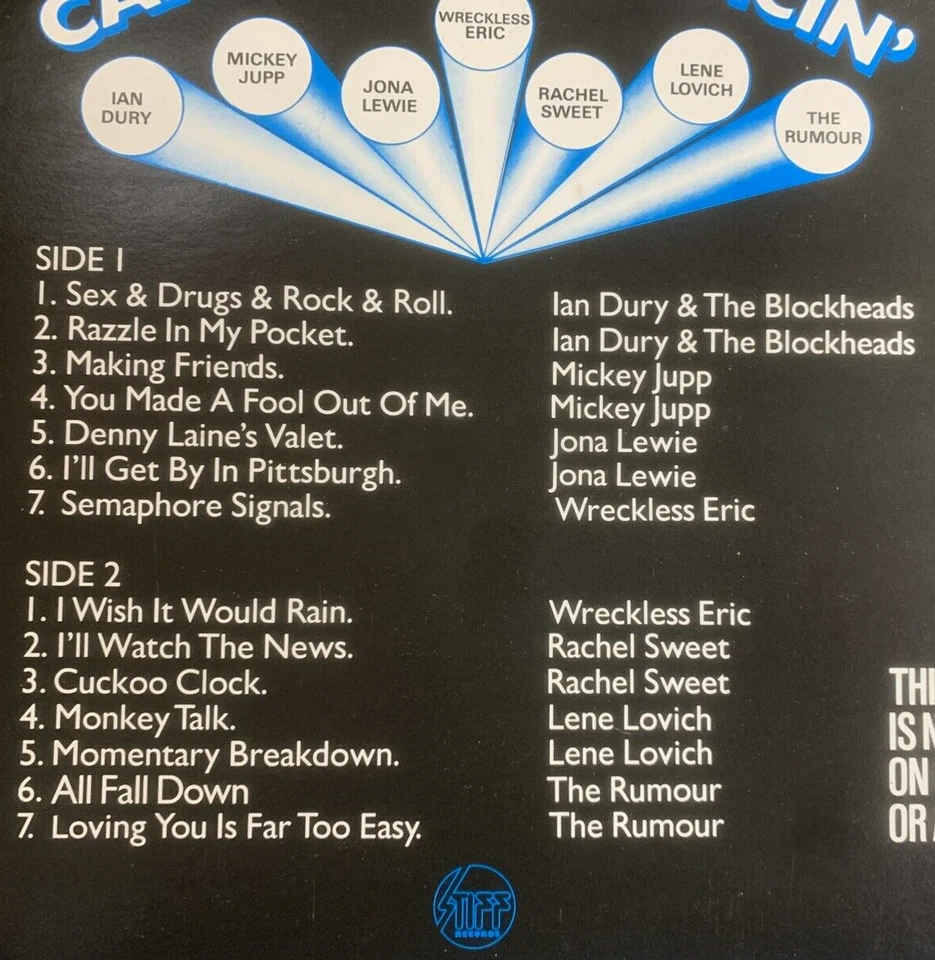 CIN'
WRECKLESS
ERIC
MICKEY
JUPP
LENE
LOVICH
JONA
LEWIE
RACHEL
SWEET
IAN
DURY
THE
RUMOUR
SIDE 1
1. Sex & Drugs & Rock & Roll. Ian Dury & The Blockheads
2. Razzle In My Pocket. Ian Dury & The Blockheads
3. Making Friends. Mickey Jupp
4. You Made A Fool Out Of Me. Mickey Jupp
5. Denny Laine's Valet. Jona Lewie
6. I'll Get By In Pittsburgh. Jona Lewie
7. Semaphore Signals. Wreckless Eric
SIDE 2
1. I Wish It Would Rain. Wreckless Eric
2. I'll Watch The News. Rachel Sweet
3. Cuckoo Clock. Rachel Sweet
4. Monkey Talk. Lene Lovich
5. Momentary Breakdown. Lene Lovich
6. All Fall Down The Rumour
7. Loving You Is Far Too Easy. The Rumour
IS
ON
OR
STIFF
RECORDS